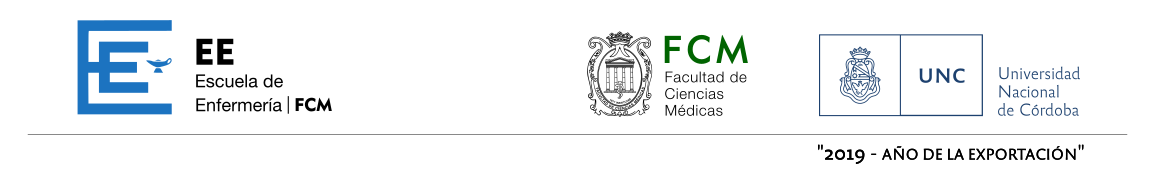 EE
Escuela de
Enfermería | FCM
FCM
Facultad de
Ciencias
Médicas
UNC
Universidad
Nacional
de Córdoba
"2019 - AÑO DE LA EXPORTACIÓN"